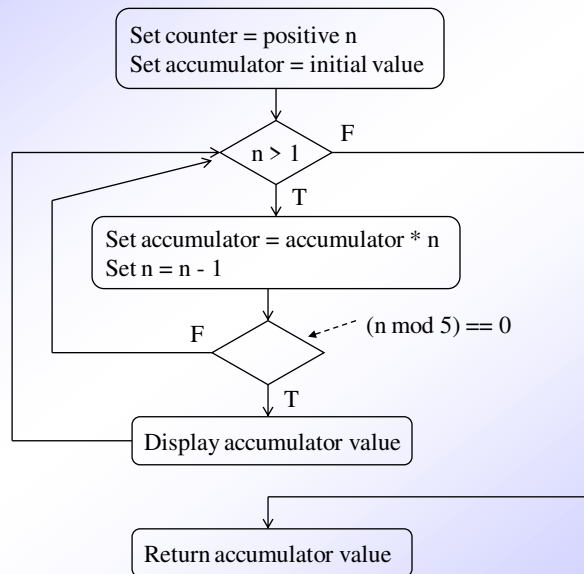 Set counter = positive n
Set accumulator = initial value
F
n > 1
T
Set accumulator = accumulator * n
Set n = n - 1
F
(n mod 5) == 0
T
Display accumulator value
Return accumulator value